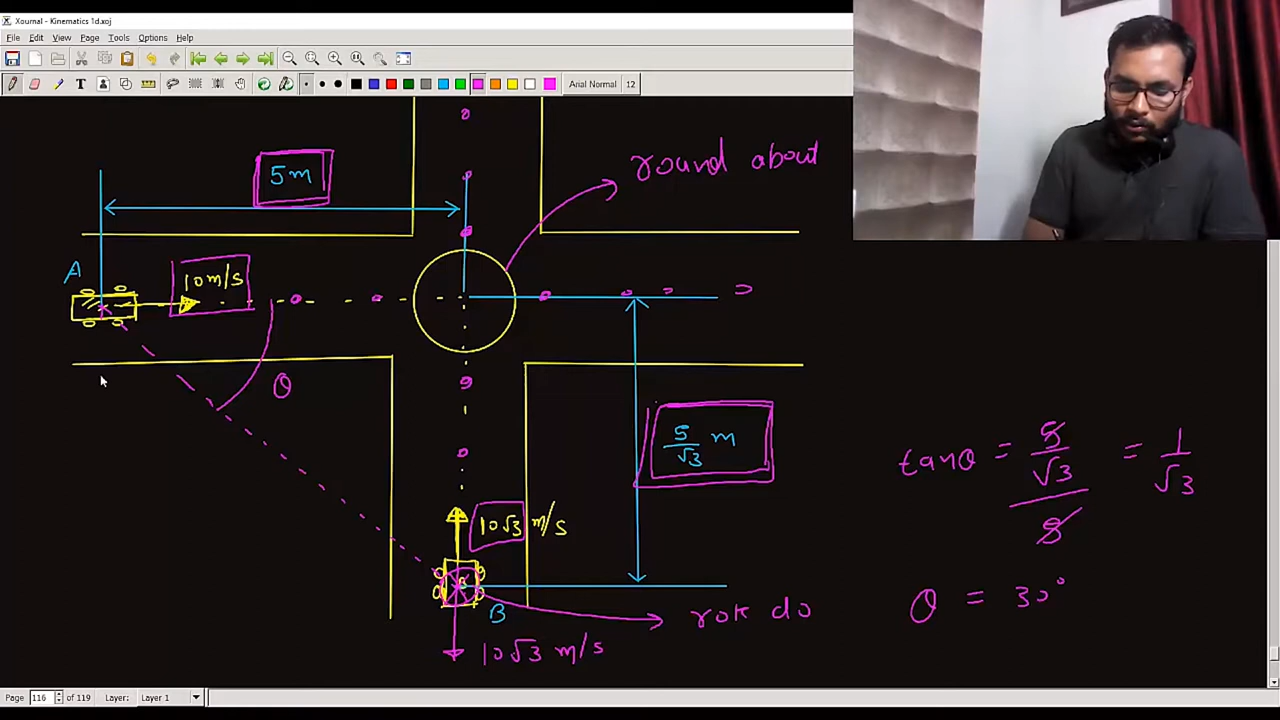 Xournal - Kinematics 1d.xoj
File Edit View Page Tools Options Help
Arial Normal 12
5 m
round about
A
10 m/s
θ
5/√3 m
tanθ = 5/√3 / 5 = 1/√3
10√3 m/s
B
rok do
θ = 30°
10√3 m/s
Page 116 of 119 Layer: Layer 1